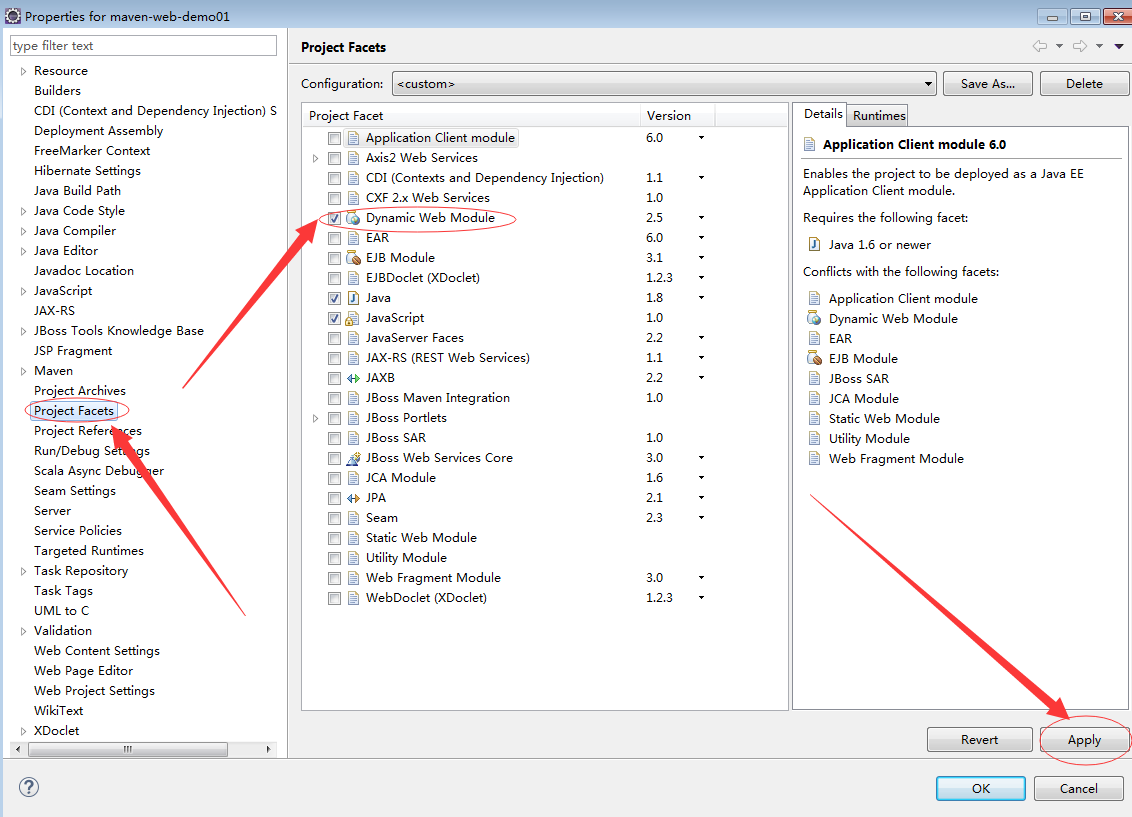 Properties for maven-web-demo01
type filter text
Resource
Builders
CDI (Context and Dependency Injection) S
Deployment Assembly
FreeMarker Context
Hibernate Settings
Java Build Path
Java Code Style
Java Compiler
Java Editor
Javadoc Location
JavaScript
JAX-RS
JBoss Tools Knowledge Base
JSP Fragment
Maven
Project Archives
Project Facets
Project References
Run/Debug Settings
Scala Async Debugger
Seam Settings
Server
Service Policies
Targeted Runtimes
Task Repository
Task Tags
UML to C
Validation
Web Content Settings
Web Page Editor
Web Project Settings
WikiText
XDoclet
Project Facets
Configuration: <custom> Save As... Delete
Project Facet Version
Application Client module 6.0
Axis2 Web Services
CDI (Contexts and Dependency Injection) 1.1
CXF 2.x Web Services 1.0
Dynamic Web Module 2.5
EAR 6.0
EJB Module 3.1
EJBDoclet (XDoclet) 1.2.3
Java 1.8
JavaScript 1.0
JavaServer Faces 2.2
JAX-RS (REST Web Services) 1.1
JAXB 2.2
JBoss Maven Integration 1.0
JBoss Portlets
JBoss SAR 1.0
JBoss Web Services Core 3.0
JCA Module 1.6
JPA 2.1
Seam 2.3
Static Web Module
Utility Module
Web Fragment Module 3.0
WebDoclet (XDoclet) 1.2.3
Details Runtimes
Application Client module 6.0
Enables the project to be deployed as a Java EE
Application Client module.
Requires the following facet:
Java 1.6 or newer
Conflicts with the following facets:
Application Client module
Dynamic Web Module
EAR
EJB Module
JBoss SAR
JCA Module
Static Web Module
Utility Module
Web Fragment Module
Revert Apply
OK Cancel